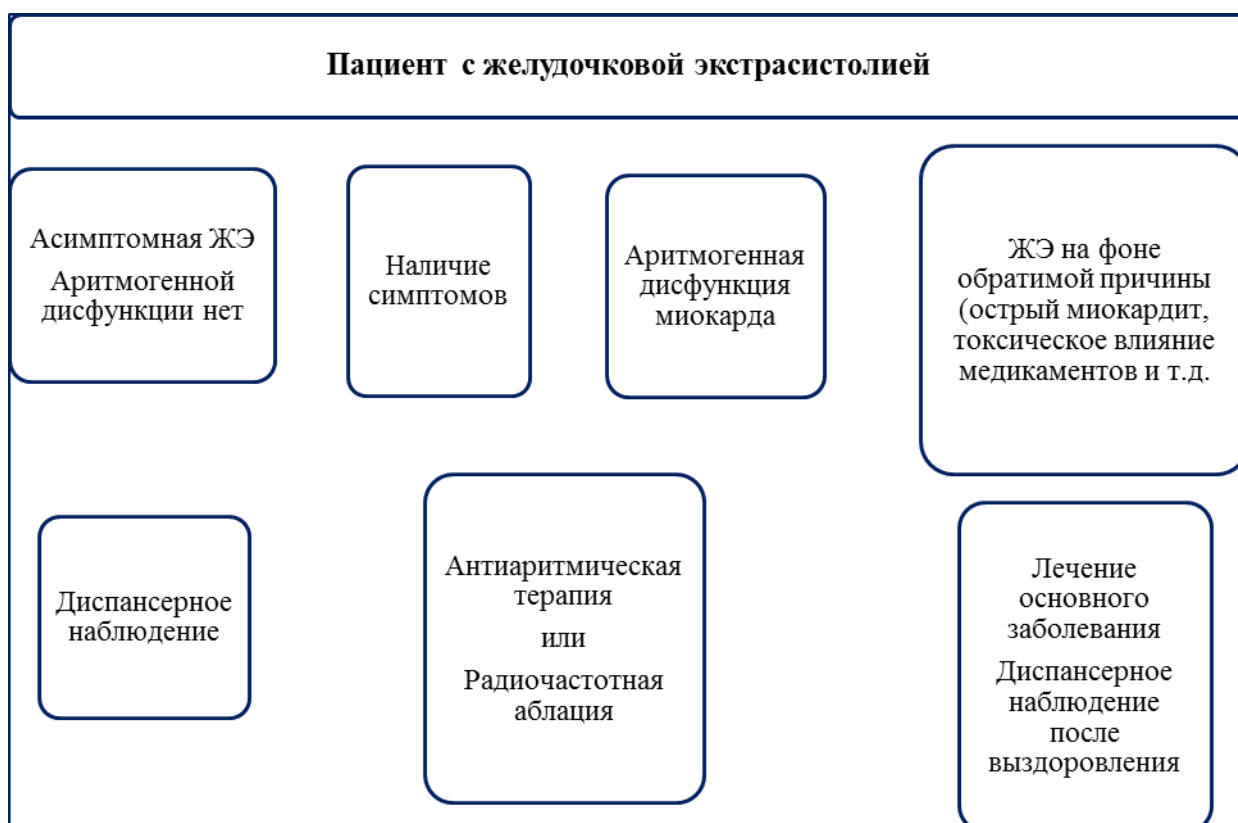 Пациент с желудочковой экстрасистолией
Асимптомная ЖЭ
Аритмогенной
дисфункции нет
Наличие
симптомов
Аритмогенная
дисфункция
миокарда
ЖЭ на фоне
обратимой причины
(острый миокардит,
токсическое влияние
медикаментов и т.д.
Диспансерное
наблюдение
Антиаритмическая
терапия
или
Радиочастотная
аблация
Лечение
основного
заболевания
Диспансерное
наблюдение
после
выздоровления